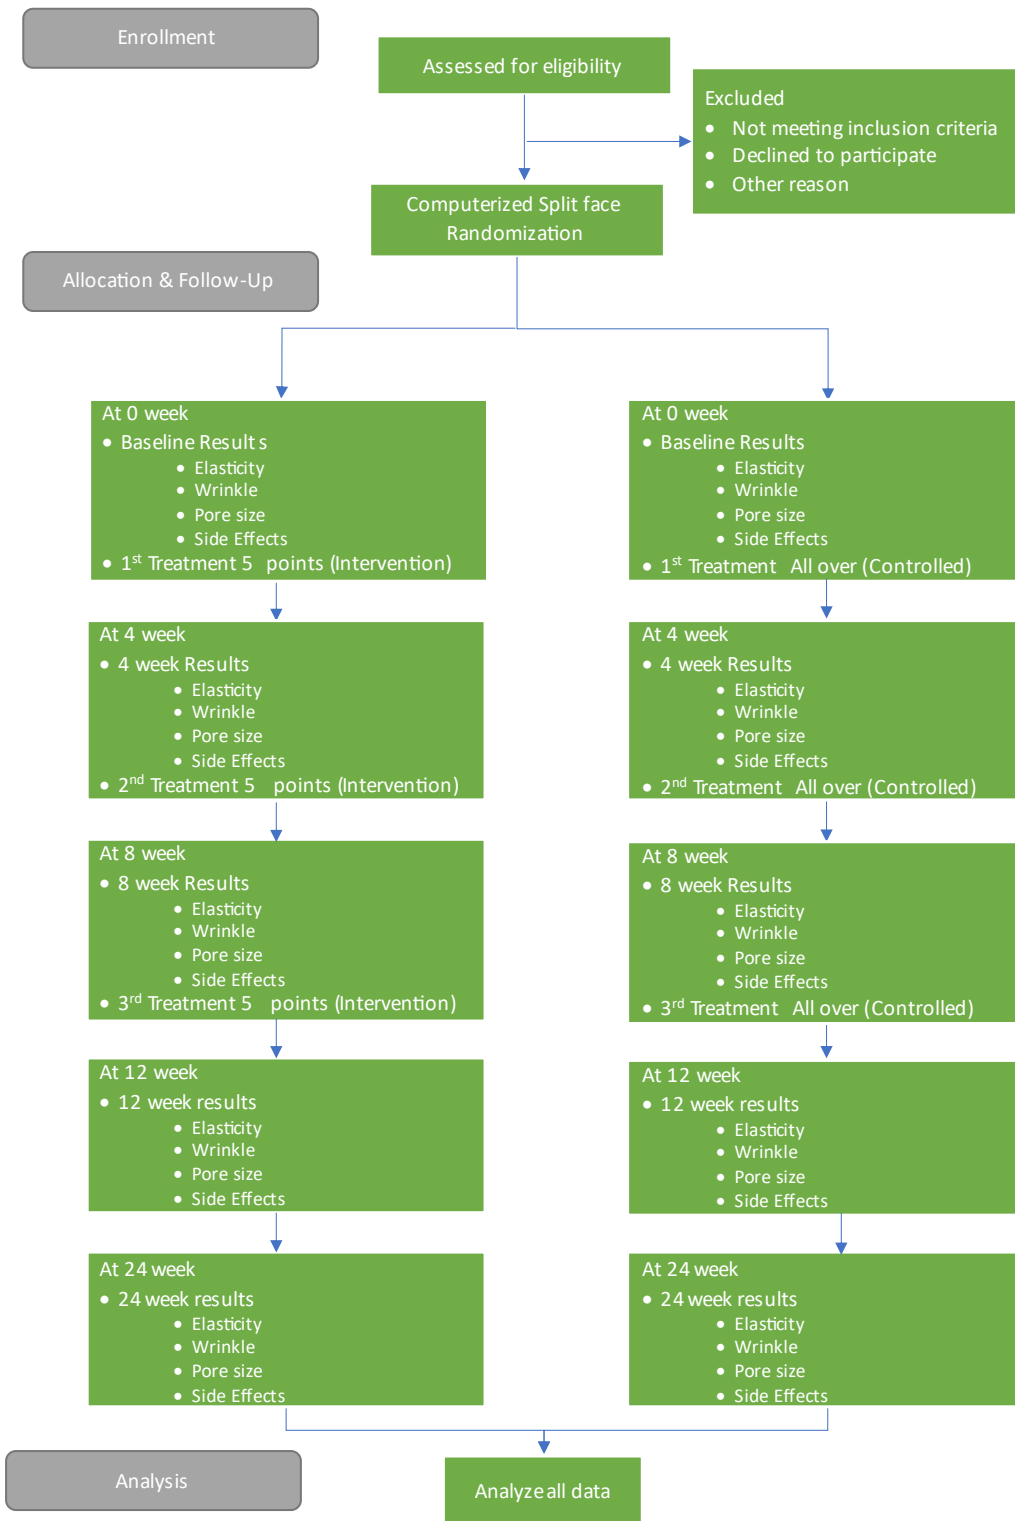 Enrollment
Assessed for eligibility
Excluded
• Not meeting inclusion criteria
• Declined to participate
• Other reason
Computerized Split face
Randomization
Allocation & Follow-Up
At 0 week
• Baseline Results
• Elasticity
• Wrinkle
• Pore size
• Side Effects
• 1st Treatment 5 points (Intervention)
At 4 week
• 4 week Results
• Elasticity
• Wrinkle
• Pore size
• Side Effects
• 2nd Treatment 5 points (Intervention)
At 8 week
• 8 week Results
• Elasticity
• Wrinkle
• Pore size
• Side Effects
• 3rd Treatment 5 points (Intervention)
At 12 week
• 12 week results
• Elasticity
• Wrinkle
• Pore size
• Side Effects
At 24 week
• 24 week results
• Elasticity
• Wrinkle
• Pore size
• Side Effects
At 0 week
• Baseline Results
• Elasticity
• Wrinkle
• Pore size
• Side Effects
• 1st Treatment All over (Controlled)
At 4 week
• 4 week Results
• Elasticity
• Wrinkle
• Pore size
• Side Effects
• 2nd Treatment All over (Controlled)
At 8 week
• 8 week Results
• Elasticity
• Wrinkle
• Pore size
• Side Effects
• 3rd Treatment All over (Controlled)
At 12 week
• 12 week results
• Elasticity
• Wrinkle
• Pore size
• Side Effects
At 24 week
• 24 week results
• Elasticity
• Wrinkle
• Pore size
• Side Effects
Analysis
Analyze all data